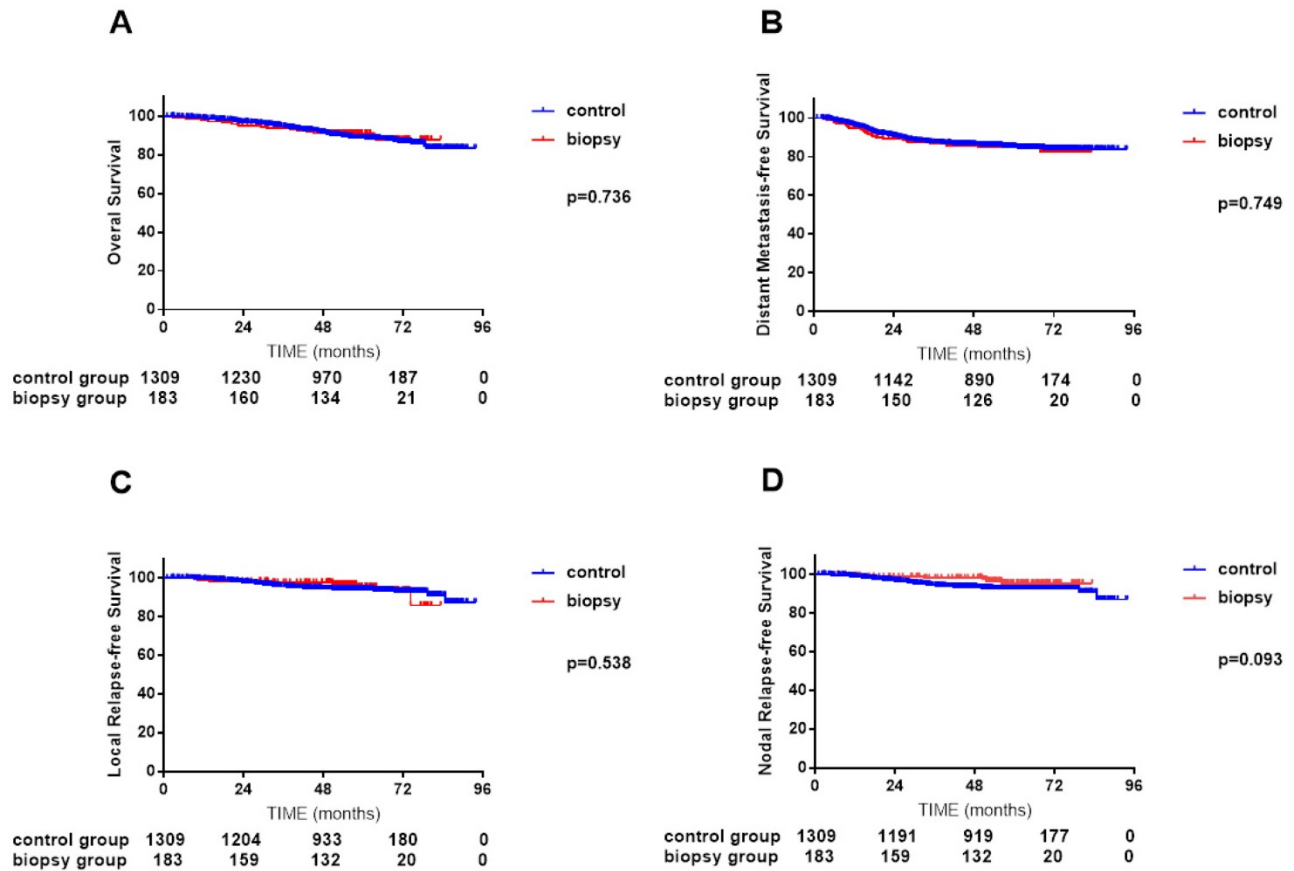 A
Overal Survival
100
80
60
40
20
0
0 24 48 72 96
TIME (months)
control
biopsy
p=0.736
control group 1309 1230 970 187 0
biopsy group 183 160 134 21 0
B
Distant Metastasis-free Survival
100
80
60
40
20
0
0 24 48 72 96
TIME (months)
control
biopsy
p=0.749
control group 1309 1142 890 174 0
biopsy group 183 150 126 20 0
C
Local Relapse-free Survival
100
80
60
40
20
0
0 24 48 72 96
TIME (months)
control
biopsy
p=0.538
control group 1309 1204 933 180 0
biopsy group 183 159 132 20 0
D
Nodal Relapse-free Survival
100
80
60
40
20
0
0 24 48 72 96
TIME (months)
control
biopsy
p=0.093
control group 1309 1191 919 177 0
biopsy group 183 159 132 20 0